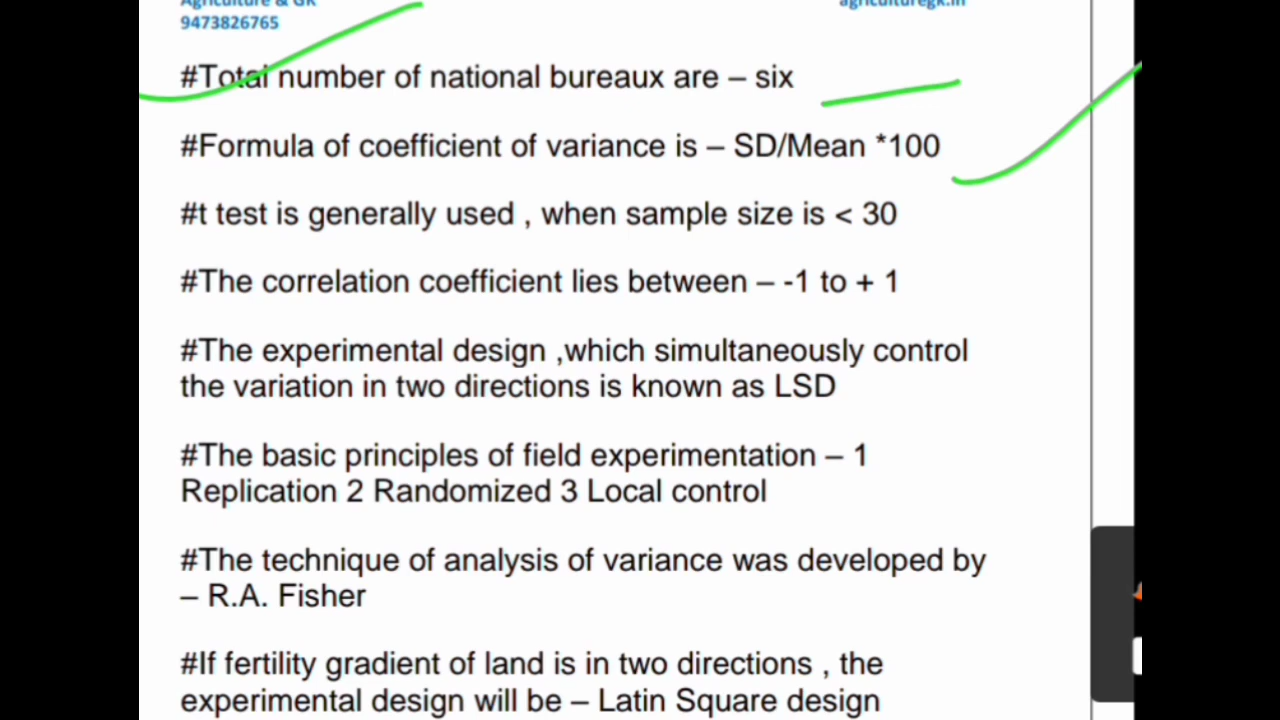 Agriculture & GK
agriculturegk.in
9473826765
#Total number of national bureaux are – six
#Formula of coefficient of variance is – SD/Mean *100
#t test is generally used , when sample size is < 30
#The correlation coefficient lies between – -1 to + 1
#The experimental design ,which simultaneously control
the variation in two directions is known as LSD
#The basic principles of field experimentation – 1
Replication 2 Randomized 3 Local control
#The technique of analysis of variance was developed by
– R.A. Fisher
#If fertility gradient of land is in two directions , the
experimental design will be – Latin Square design